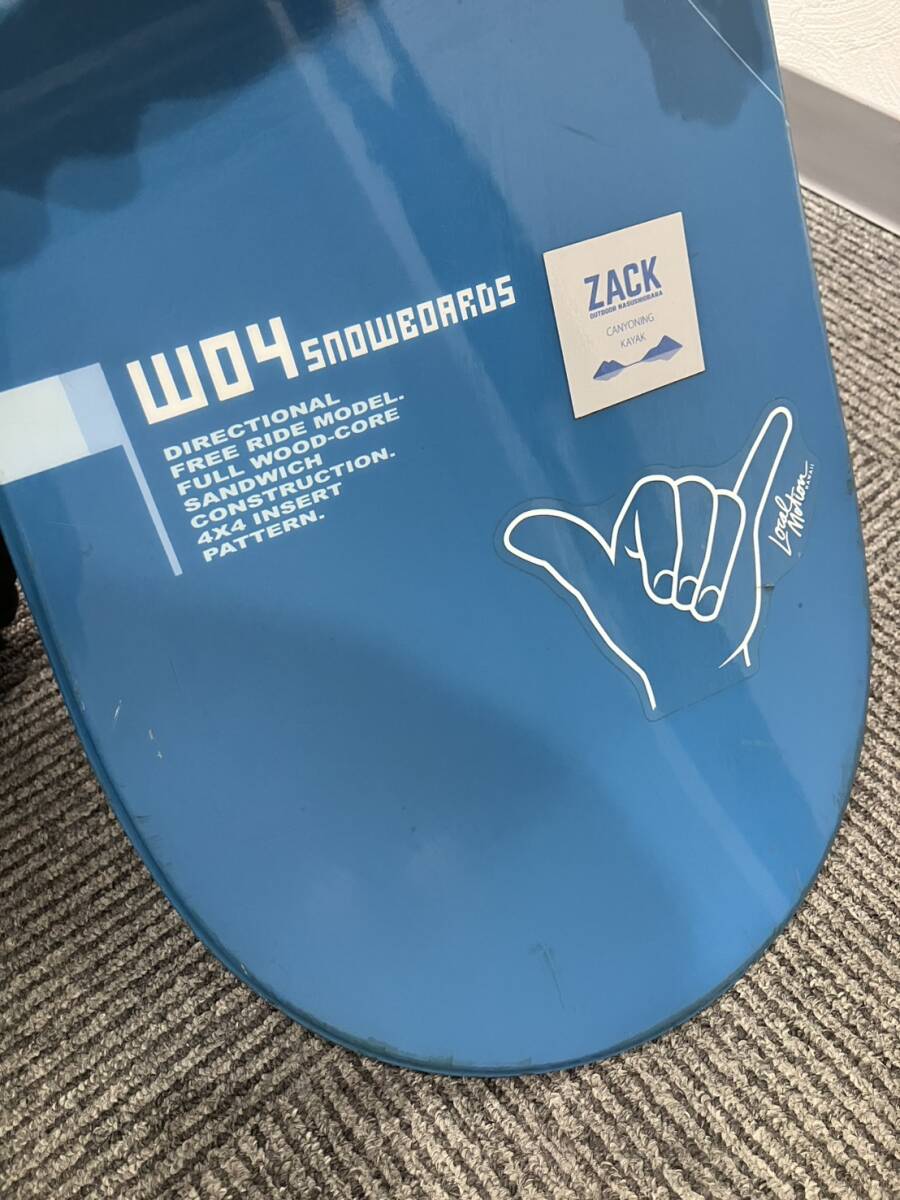 W04 SNOWBOARDS
DIRECTIONAL
FREE RIDE MODEL.
FULL WOOD-CORE
SANDWICH
CONSTRUCTION.
4X4 INSERT
PATTERN.
ZACK
OUTDOOR NASUSHIOBARA
CANYONING
KAYAK
Local
Motion
HAWAII